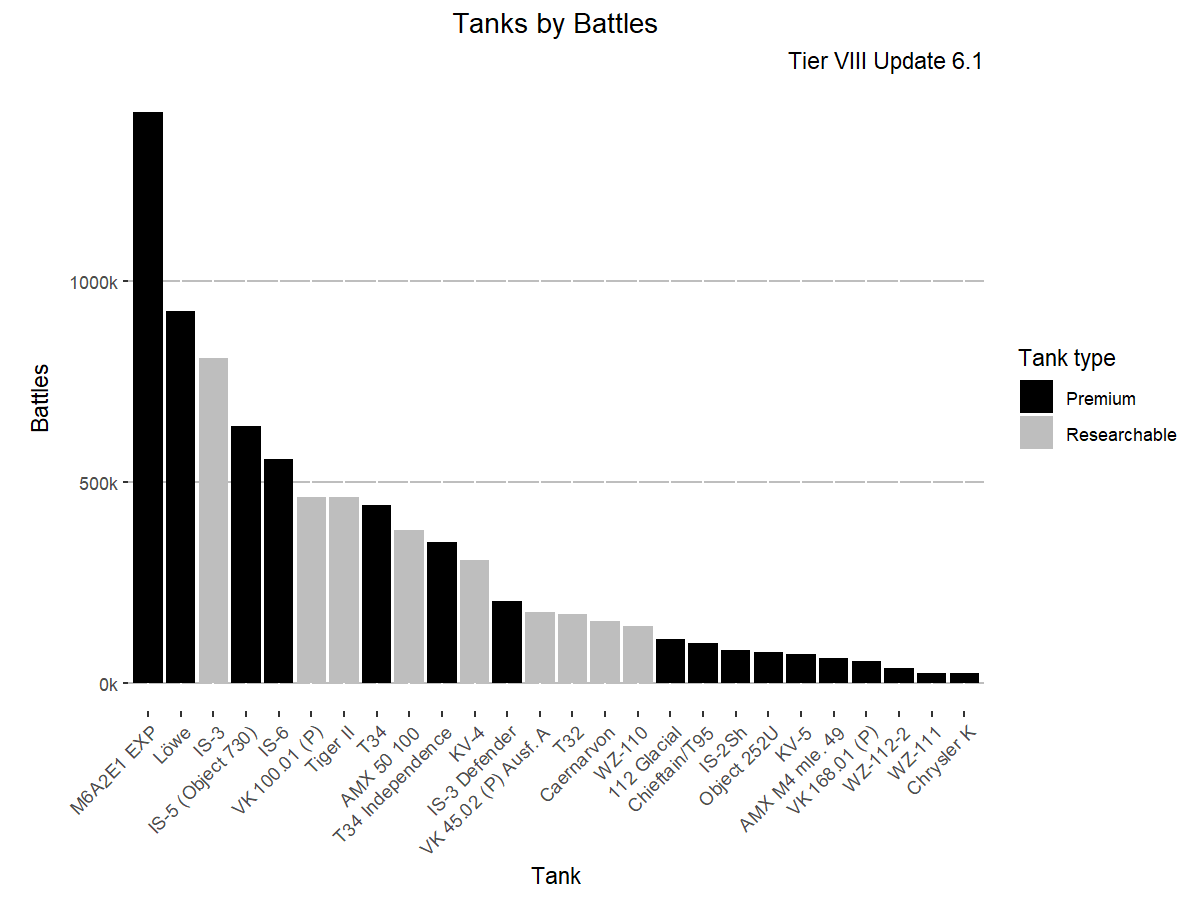 Tanks by Battles
Tier VIII Update 6.1
Battles
1000k
500k
0k
M6A2E1 EXP
Löwe
IS-3
IS-5 (Object 730)
IS-6
VK 100.01 (P)
Tiger II
T34
AMX 50 100
T34 Independence
KV-4
IS-3 Defender
VK 45.02 (P) Ausf. A
T32
Caernarvon
WZ-110
112 Glacial
Chieftain/T95
IS-2Sh
Object 252U
KV-5
AMX M4 mle. 49
VK 168.01 (P)
WZ-112-2
WZ-111
Chrysler K
Tank
Tank type
Premium
Researchable